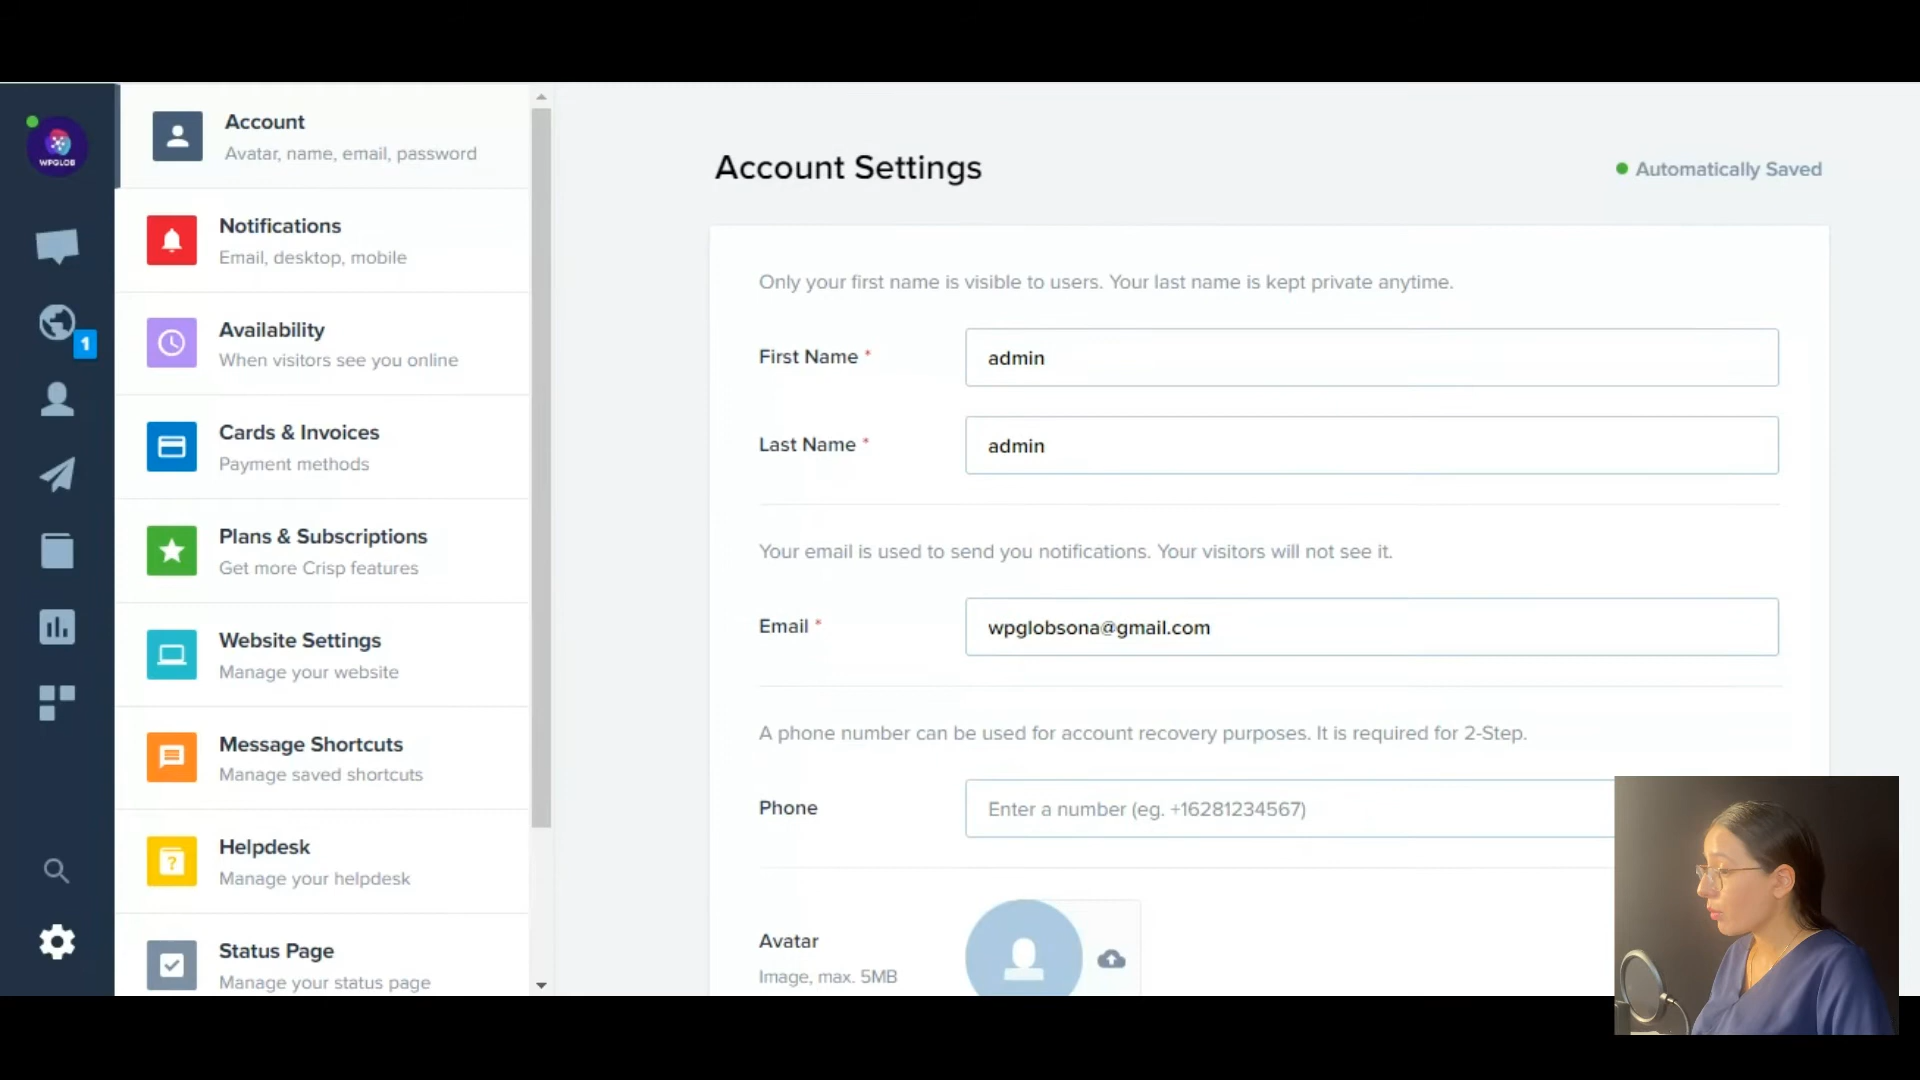 WPGLOB
1
Account
Avatar, name, email, password
Notifications
Email, desktop, mobile
Availability
When visitors see you online
Cards & Invoices
Payment methods
Plans & Subscriptions
Get more Crisp features
Website Settings
Manage your website
Message Shortcuts
Manage saved shortcuts
Helpdesk
Manage your helpdesk
Status Page
Manage your status page
Account Settings
Automatically Saved
Only your first name is visible to users. Your last name is kept private anytime.
First Name *
admin
Last Name *
admin
Your email is used to send you notifications. Your visitors will not see it.
Email *
wpglobsona@gmail.com
A phone number can be used for account recovery purposes. It is required for 2-Step.
Phone
Enter a number (eg. +16281234567)
Avatar
Image, max. 5MB